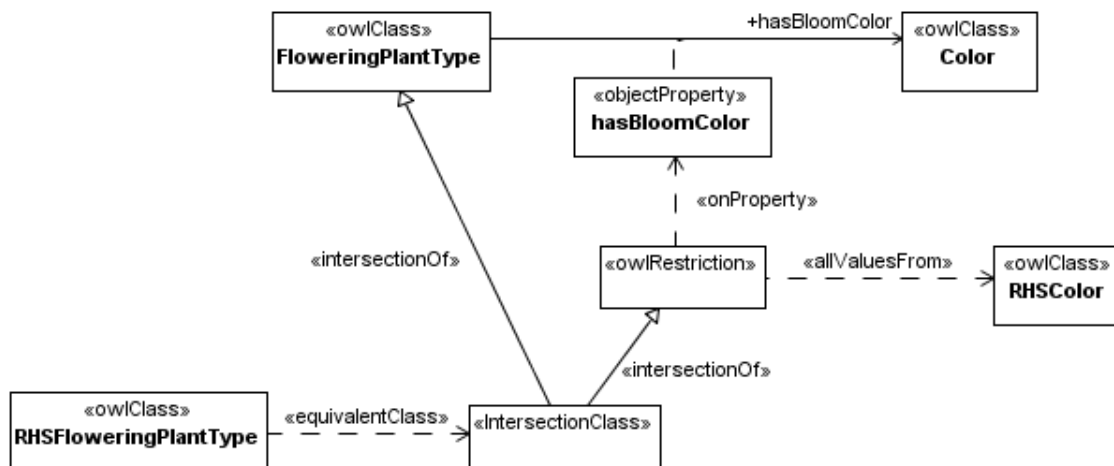 «owlClass»
FloweringPlantType
+hasBloomColor
«owlClass»
Color
«objectProperty»
hasBloomColor
«onProperty»
«intersectionOf»
«owlRestriction»
«allValuesFrom»
«owlClass»
RHSColor
«intersectionOf»
«owlClass»
RHSFloweringPlantType
«equivalentClass»
«IntersectionClass»